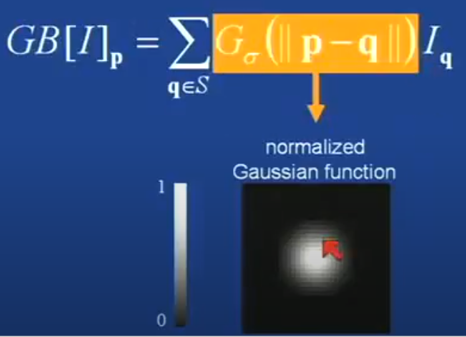 GB[I]p = ∑q∈S Gσ(‖ p − q ‖) Iq
normalized
Gaussian function
1
0